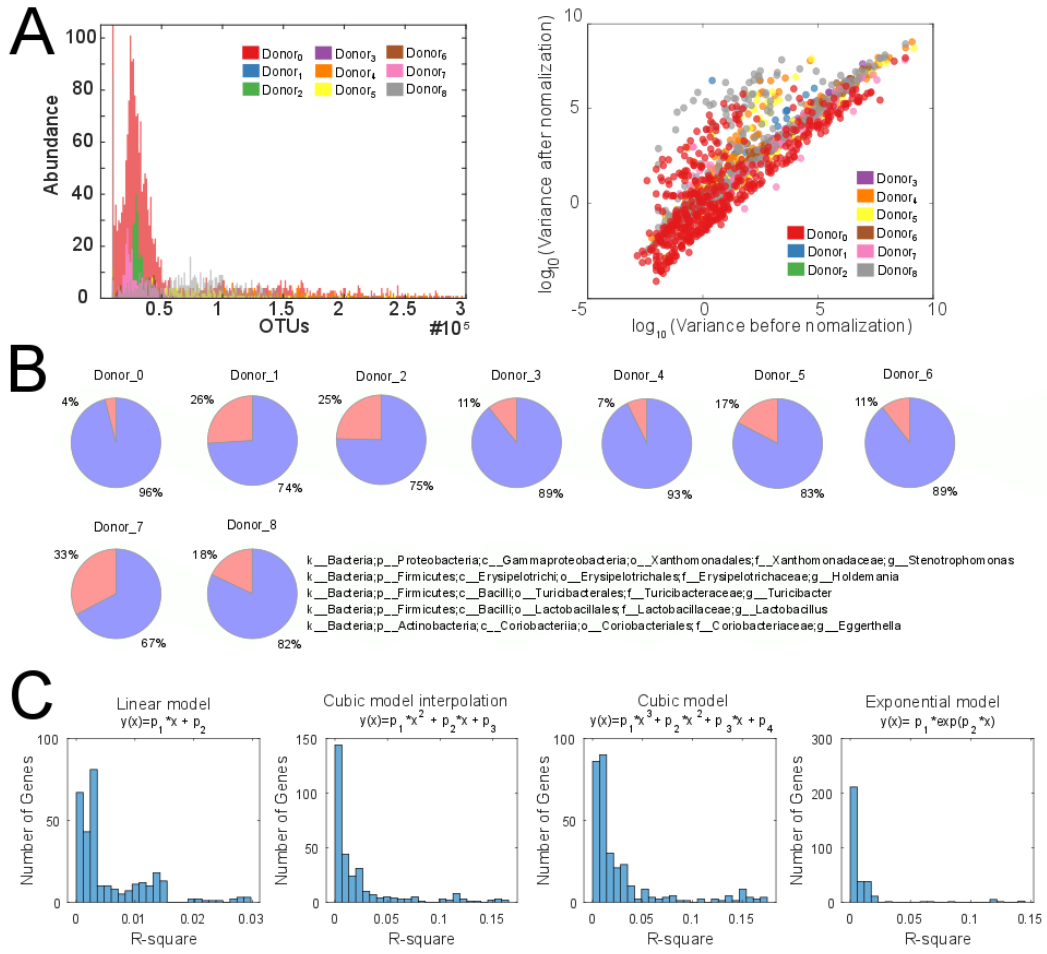 A
Abundance
100
80
60
40
20
0
0.5
1
1.5
2
2.5
3
OTUs
#10⁵
Donor₀ Donor₃ Donor₆
Donor₁ Donor₄ Donor₇
Donor₂ Donor₅ Donor₈
log₁₀(Variance after nomalization)
10
5
0
-5
0
5
10
log₁₀(Variance before nomalization)
Donor₃
Donor₄
Donor₅
Donor₀ Donor₆
Donor₁ Donor₇
Donor₂ Donor₈
B
Donor_0 Donor_1 Donor_2 Donor_3 Donor_4 Donor_5 Donor_6
4% 26% 25% 11% 7% 17% 11%
96% 74% 75% 89% 93% 83% 89%
Donor_7 Donor_8
33% 18%
67% 82%
k__Bacteria;p__Proteobacteria;c__Gammaproteobacteria;o__Xanthomonadales;f__Xanthomonadaceae;g__Stenotrophomonas
k__Bacteria;p__Firmicutes;c__Erysipelotrichi;o__Erysipelotrichales;f__Erysipelotrichaceae;g__Holdemania
k__Bacteria;p__Firmicutes;c__Bacilli;o__Turicibacterales;f__Turicibacteraceae;g__Turicibacter
k__Bacteria;p__Firmicutes;c__Bacilli;o__Lactobacillales;f__Lactobacillaceae;g__Lactobacillus
k__Bacteria;p__Actinobacteria;c__Coriobacteriia;o__Coriobacteriales;f__Coriobacteriaceae;g__Eggerthella
C
Linear model
y(x)=p₁*x + p₂
100
50
0
Number of Genes
0 0.01 0.02 0.03
R-square
Cubic model interpolation
y(x)=p₁*x² + p₂*x + p₃
150
100
50
0
Number of Genes
0 0.05 0.1 0.15
R-square
Cubic model
y(x)=p₁*x³ + p₂*x² + p₃*x + p₄
100
50
0
Number of Genes
0 0.05 0.1 0.15
R-square
Exponential model
y(x)= p₁*exp(p₂*x)
300
200
100
0
Number of Genes
0 0.05 0.1 0.15
R-square